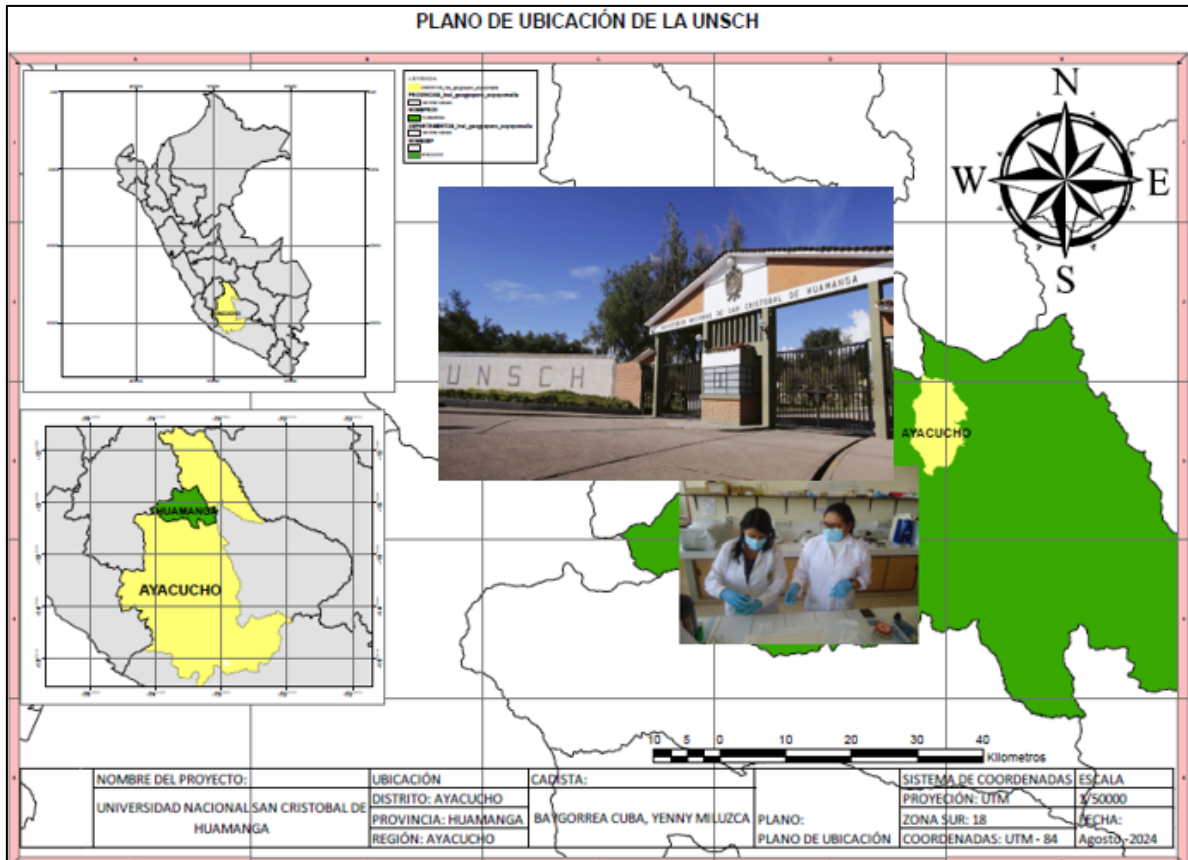 PLANO DE UBICACIÓN DE LA UNSCH
LEYENDA
N
W
E
S
UNIVERSIDAD NACIONAL DE SAN CRISTOBAL DE HUAMANGA
UNSCH
AYACUCHO
HUAMANGA
AYACUCHO
10 5 0 10 20 30 40
Kilometros
NOMBRE DEL PROYECTO:
UNIVERSIDAD NACIONAL SAN CRISTOBAL DE
HUAMANGA
UBICACIÓN
DISTRITO: AYACUCHO
PROVINCIA: HUAMANGA
REGIÓN: AYACUCHO
CADISTA:
BAYGORREA CUBA, YENNY MILUZCA
PLANO:
PLANO DE UBICACIÓN
SISTEMA DE COORDENADAS
PROYECIÓN: UTM
ZONA SUR: 18
COORDENADAS: UTM - 84
ESCALA
1/50000
FECHA:
Agosto -2024